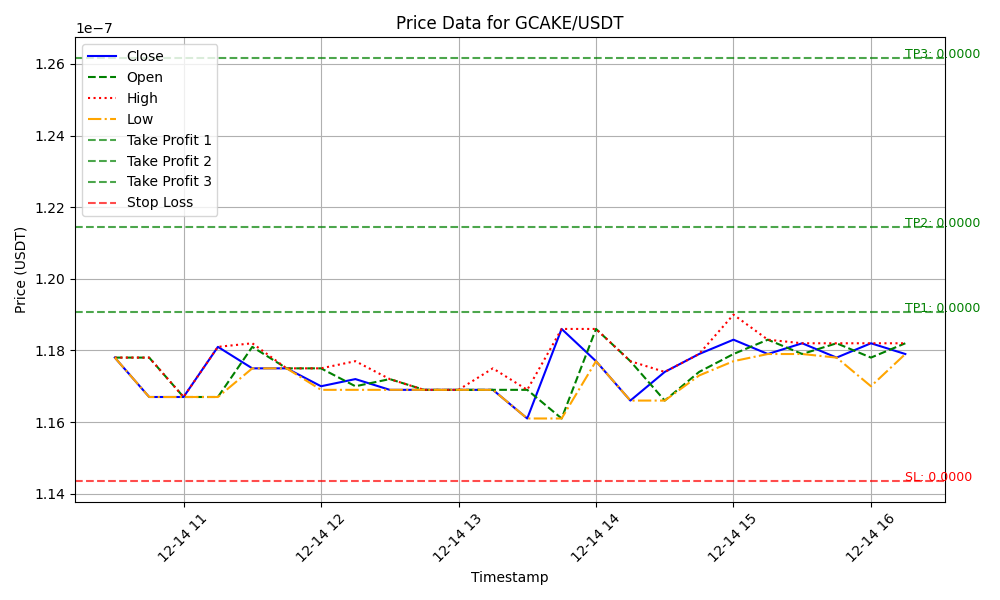 Price Data for GCAKE/USDT
1e−7
Close
Open
High
Low
Take Profit 1
Take Profit 2
Take Profit 3
Stop Loss
TP3: 0.0000
TP2: 0.0000
TP1: 0.0000
SL: 0.0000
1.26
1.24
1.22
1.20
1.18
1.16
1.14
Price (USDT)
12-14 11
12-14 12
12-14 13
12-14 14
12-14 15
12-14 16
Timestamp